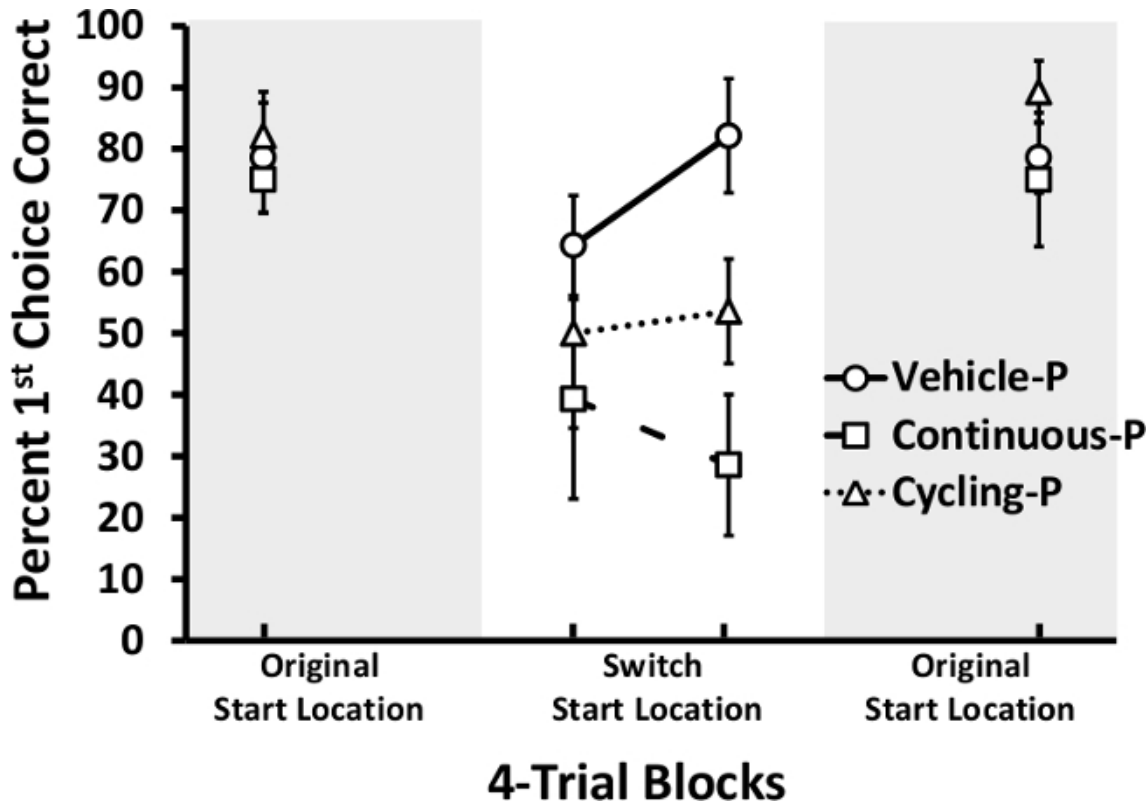 Percent 1st Choice Correct
100
90
80
70
60
50
40
30
20
10
0
Vehicle-P
Continuous-P
Cycling-P
Original
Start Location
Switch
Start Location
Original
Start Location
4-Trial Blocks